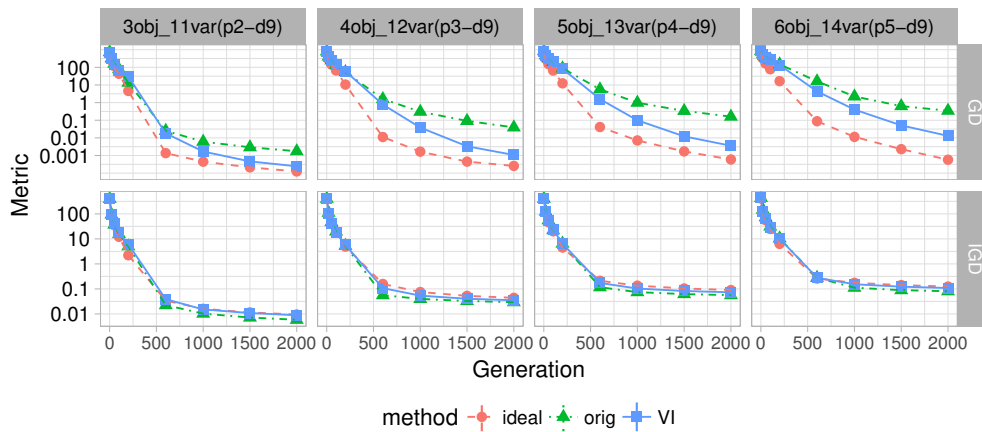 3obj_11var(p2−d9) 4obj_12var(p3−d9) 5obj_13var(p4−d9) 6obj_14var(p5−d9)
100
10
1
0.1
0.01
0.001
GD
Metric
100
10
1
0.1
0.01
IGD
0 500 1000 1500 2000 0 500 1000 1500 2000 0 500 1000 1500 2000 0 500 1000 1500 2000
Generation
method ideal orig VI